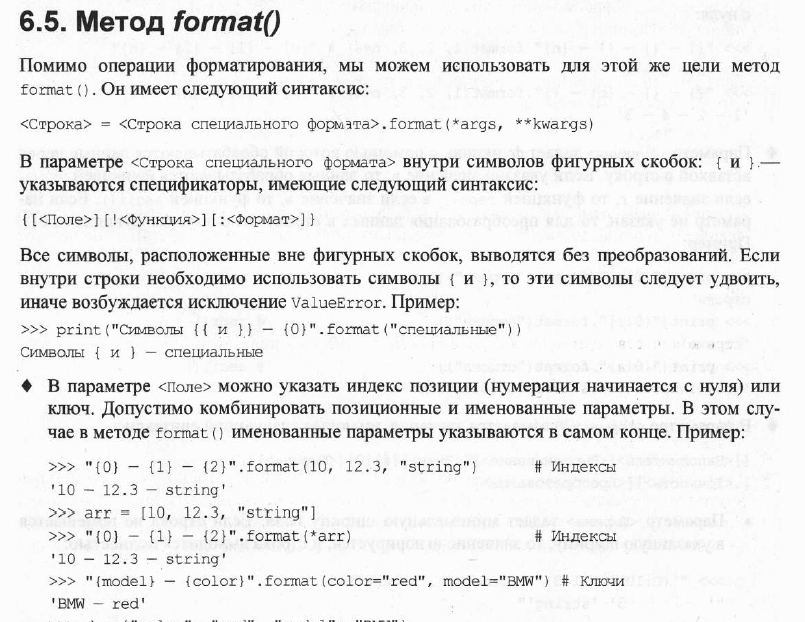 6.5. Метод format()
Помимо операции форматирования, мы можем использовать для этой же цели метод
format(). Он имеет следующий синтаксис:
<Строка> = <Строка специального формата>.format(*args, **kwargs)
В параметре <Строка специального формата> внутри символов фигурных скобок: { и } —
указываются спецификаторы, имеющие следующий синтаксис:
{[<Поле>][!<Функция>][:<Формат>]}
Все символы, расположенные вне фигурных скобок, выводятся без преобразований. Если
внутри строки необходимо использовать символы { и }, то эти символы следует удвоить,
иначе возбуждается исключение ValueError. Пример:
>>> print("Символы {{ и }} — {0}".format("специальные"))
Символы { и } — специальные
♦ В параметре <Поле> можно указать индекс позиции (нумерация начинается с нуля) или
ключ. Допустимо комбинировать позиционные и именованные параметры. В этом слу-
чае в методе format() именованные параметры указываются в самом конце. Пример:
>>> "{0} — {1} — {2}".format(10, 12.3, "string") # Индексы
'10 — 12.3 — string'
>>> arr = [10, 12.3, "string"]
>>> "{0} — {1} — {2}".format(*arr) # Индексы
'10 — 12.3 — string'
>>> "{model} — {color}".format(color="red", model="BMW") # Ключи
'BMW — red'